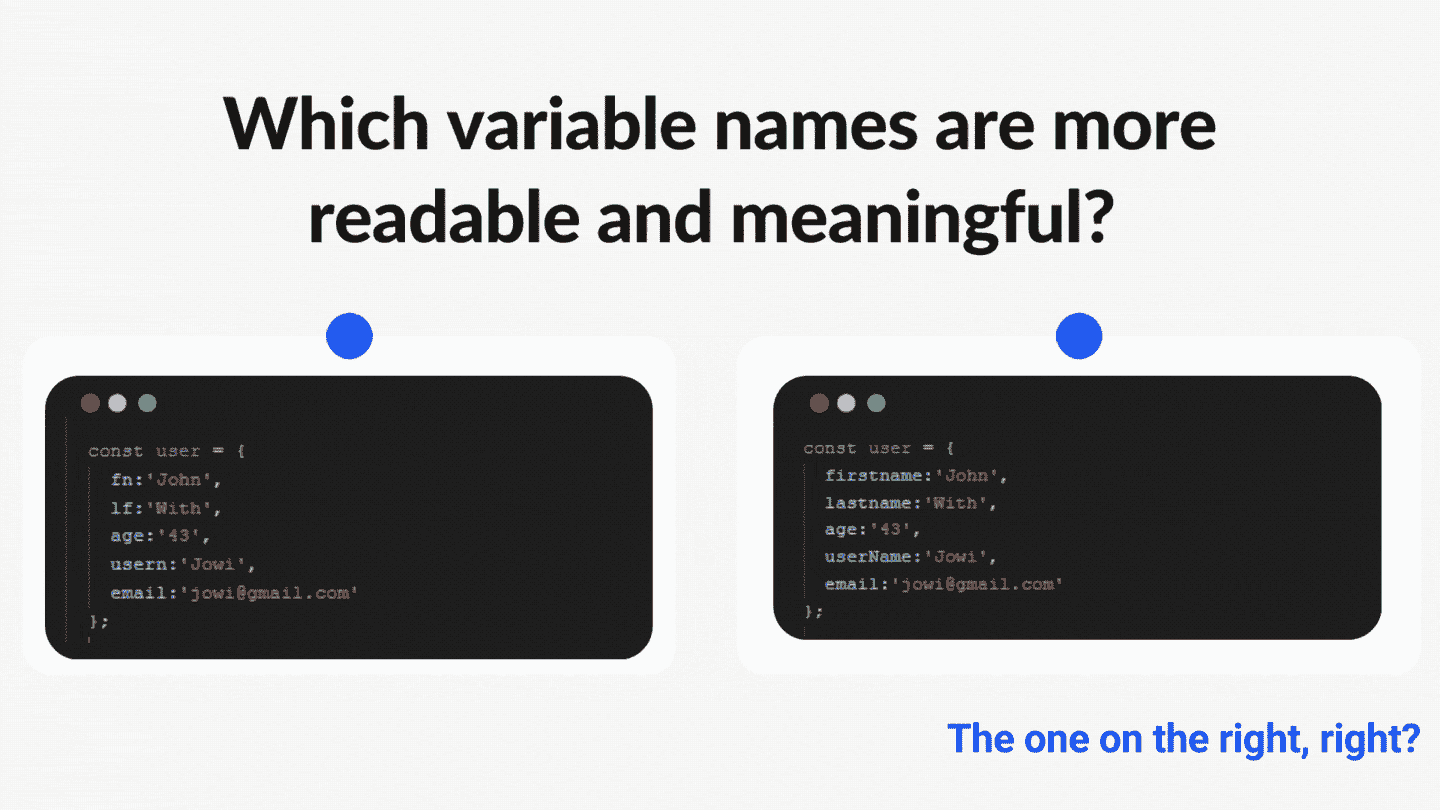 Which variable names are more
readable and meaningful?
const user = {
fn:'John',
lf:'With',
age:'43',
usern:'Jowi',
email:'jowi@gmail.com'
};
const user = {
firstname:'John',
lastname:'With',
age:'43',
userName:'Jowi',
email:'jowi@gmail.com'
};
The one on the right, right?